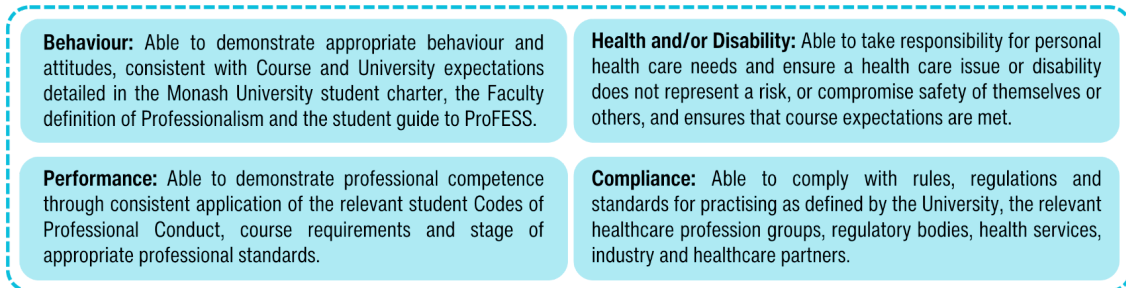 Behaviour: Able to demonstrate appropriate behaviour and
attitudes, consistent with Course and University expectations
detailed in the Monash University student charter, the Faculty
definition of Professionalism and the student guide to ProFESS.
Health and/or Disability: Able to take responsibility for personal
health care needs and ensure a health care issue or disability
does not represent a risk, or compromise safety of themselves or
others, and ensures that course expectations are met.
Performance: Able to demonstrate professional competence
through consistent application of the relevant student Codes of
Professional Conduct, course requirements and stage of
appropriate professional standards.
Compliance: Able to comply with rules, regulations and
standards for practising as defined by the University, the relevant
healthcare profession groups, regulatory bodies, health services,
industry and healthcare partners.